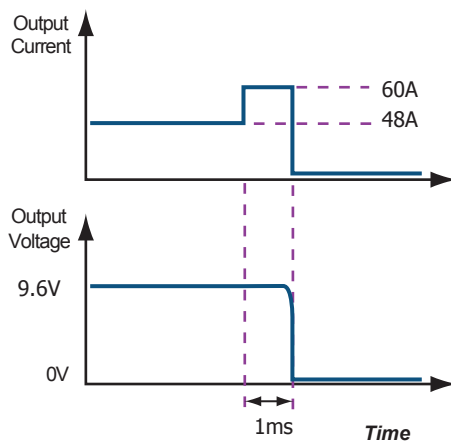 Output
Current
60A
48A
Output
Voltage
9.6V
0V
1ms
Time